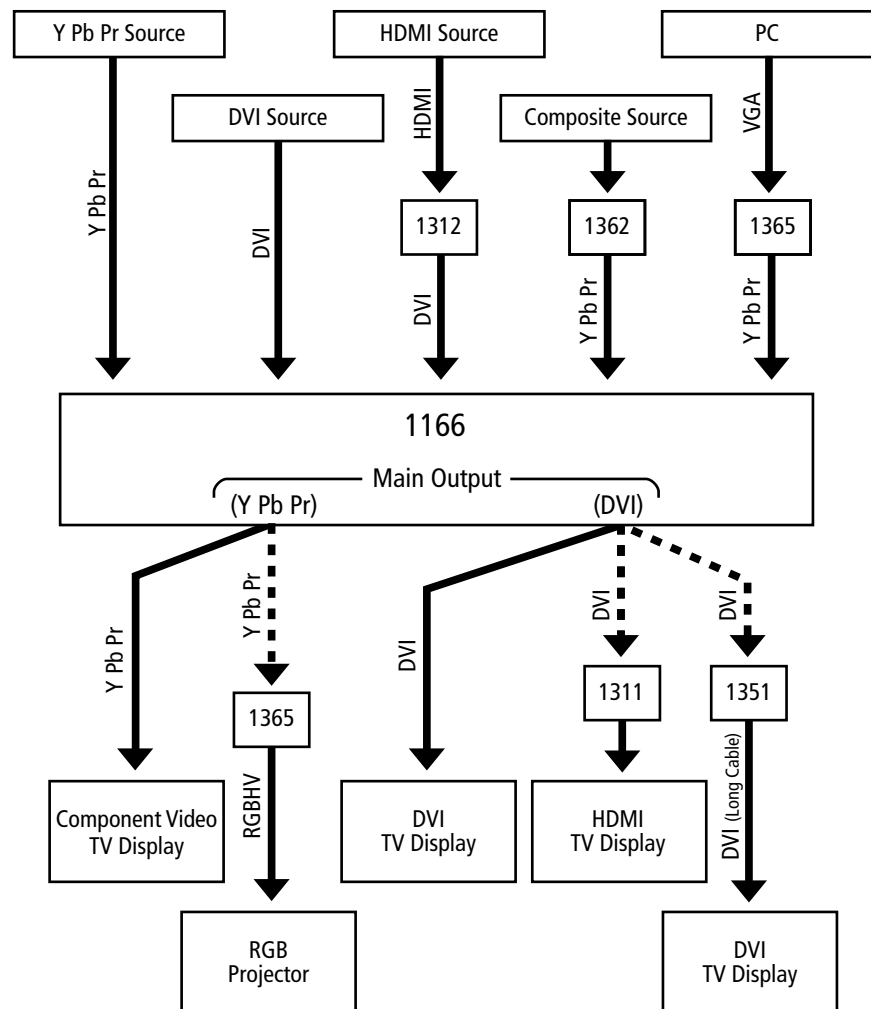 Y Pb Pr Source
HDMI Source
PC
DVI Source
Composite Source
HDMI
VGA
Y Pb Pr
DVI
1312
1362
1365
DVI
Y Pb Pr
Y Pb Pr
1166
Main Output
(Y Pb Pr)
(DVI)
Y Pb Pr
Y Pb Pr
DVI
DVI
DVI
1365
1311
1351
RGBHV
DVI (Long Cable)
Component Video
TV Display
DVI
TV Display
HDMI
TV Display
RGB
Projector
DVI
TV Display